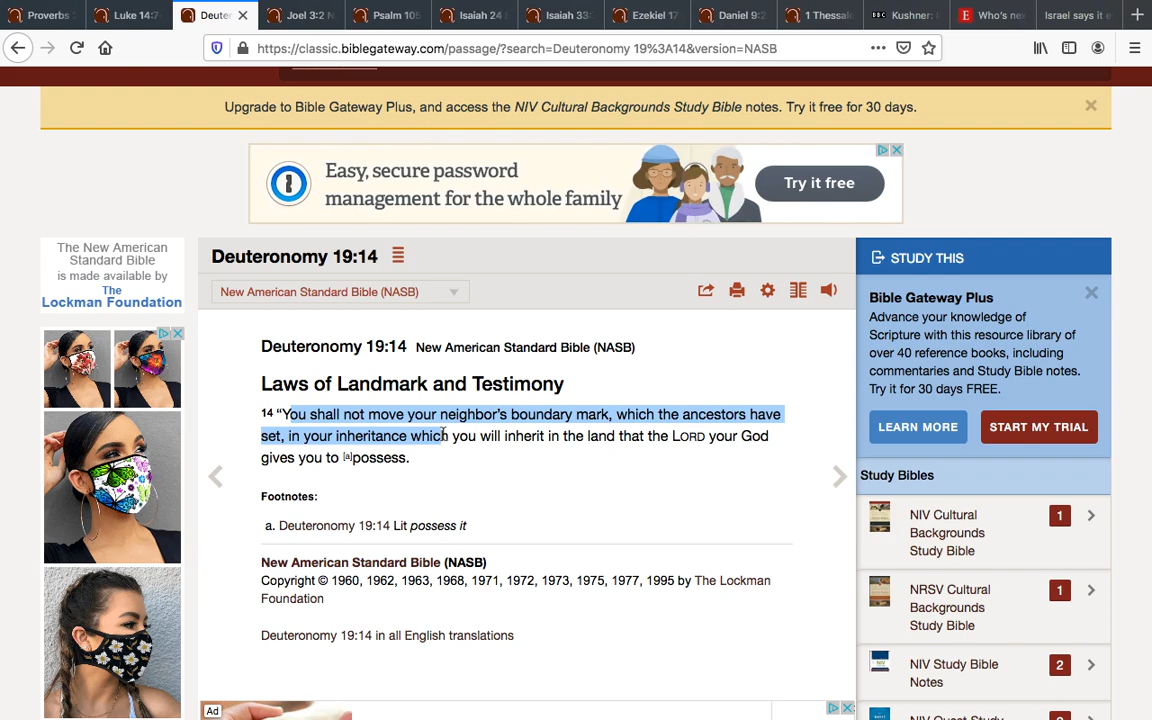 Proverbs
Luke 14:7
Deuter
Joel 3:2 N
Psalm 105
Isaiah 24
Isaiah 33:
Ezekiel 17
Daniel 9:2
1 Thessal
BBC Kushner:
E Who's ne
Israel says it e
https://classic.biblegateway.com/passage/?search=Deuteronomy 19%3A14&version=NASB
Upgrade to Bible Gateway Plus, and access the NIV Cultural Backgrounds Study Bible notes. Try it free for 30 days.
Easy, secure password
management for the whole family
Try it free
The New American
Standard Bible
is made available by
The
Lockman Foundation
Deuteronomy 19:14
New American Standard Bible (NASB)
Deuteronomy 19:14 New American Standard Bible (NASB)
Laws of Landmark and Testimony
14 “You shall not move your neighbor’s boundary mark, which the ancestors have
set, in your inheritance which you will inherit in the land that the LORD your God
gives you to [a]possess.
Footnotes:
a. Deuteronomy 19:14 Lit possess it
New American Standard Bible (NASB)
Copyright © 1960, 1962, 1963, 1968, 1971, 1972, 1973, 1975, 1977, 1995 by The Lockman
Foundation
Deuteronomy 19:14 in all English translations
Ad
STUDY THIS
Bible Gateway Plus
Advance your knowledge of
Scripture with this resource library of
over 40 reference books, including
commentaries and Study Bible notes.
Try it for 30 days FREE.
LEARN MORE
START MY TRIAL
Study Bibles
NIV Cultural
Backgrounds
Study Bible
1
NRSV Cultural
Backgrounds
Study Bible
1
NIV Study Bible
Notes
2
NIV Quest Study